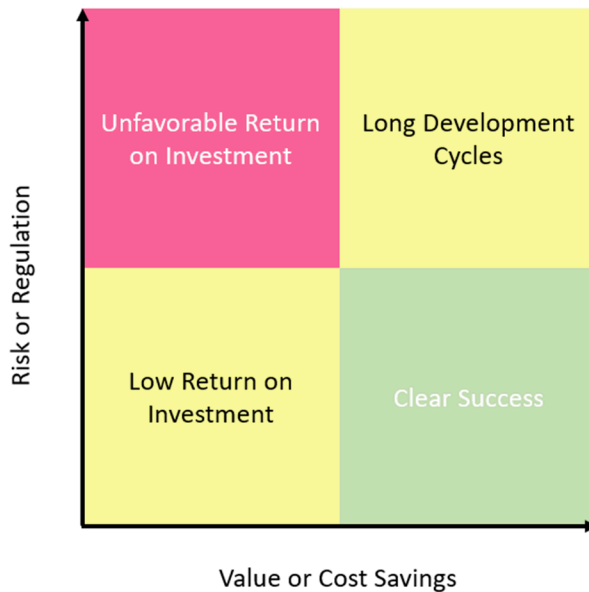 Unfavorable Return
on Investment
Long Development
Cycles
Risk or Regulation
Low Return on
Investment
Clear Success
Value or Cost Savings